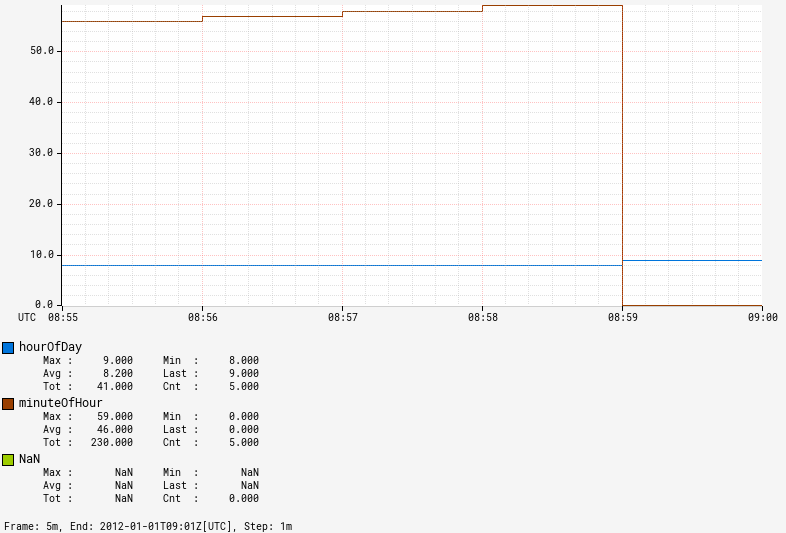 50.0
40.0
30.0
20.0
10.0
0.0
UTC 08:55 08:56 08:57 08:58 08:59 09:00
hourOfDay
Max : 9.000 Min : 8.000
Avg : 8.200 Last : 9.000
Tot : 41.000 Cnt : 5.000
minuteOfHour
Max : 59.000 Min : 0.000
Avg : 46.000 Last : 0.000
Tot : 230.000 Cnt : 5.000
NaN
Max : NaN Min : NaN
Avg : NaN Last : NaN
Tot : NaN Cnt : 0.000
Frame: 5m, End: 2012-01-01T09:01Z[UTC], Step: 1m